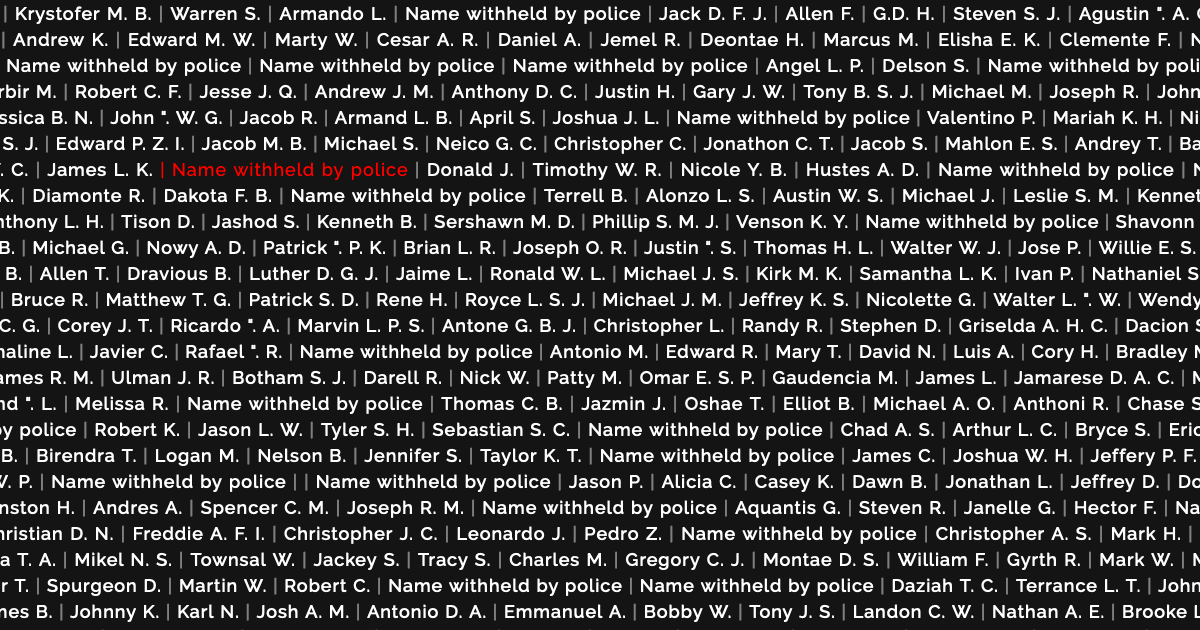 | Krystofer M. B. | Warren S. | Armando L. | Name withheld by police | Jack D. F. J. | Allen F. | G.D. H. | Steven S. J. | Agustin ". A.
| Andrew K. | Edward M. W. | Marty W. | Cesar A. R. | Daniel A. | Jemel R. | Deontae H. | Marcus M. | Elisha E. K. | Clemente F. | N
Name withheld by police | Name withheld by police | Name withheld by police | Angel L. P. | Delson S. | Name withheld by poli
rbir M. | Robert C. F. | Jesse J. Q. | Andrew J. M. | Anthony D. C. | Justin H. | Gary J. W. | Tony B. S. J. | Michael M. | Joseph R. | John
ssica B. N. | John ". W. G. | Jacob R. | Armand L. B. | April S. | Joshua J. L. | Name withheld by police | Valentino P. | Mariah K. H. | Ni
S. J. | Edward P. Z. I. | Jacob M. B. | Michael S. | Neico G. C. | Christopher C. | Jonathon C. T. | Jacob S. | Mahlon E. S. | Andrey T. | Ba
. C. | James L. K. | Name withheld by police | Donald J. | Timothy W. R. | Nicole Y. B. | Hustes A. D. | Name withheld by police | N
K. | Diamonte R. | Dakota F. B. | Name withheld by police | Terrell B. | Alonzo L. S. | Austin W. S. | Michael J. | Leslie S. M. | Kennet
nthony L. H. | Tison D. | Jashod S. | Kenneth B. | Sershawn M. D. | Phillip S. M. J. | Venson K. Y. | Name withheld by police | Shavonn
B. | Michael G. | Nowy A. D. | Patrick ". P. K. | Brian L. R. | Joseph O. R. | Justin ". S. | Thomas H. L. | Walter W. J. | Jose P. | Willie E. S.
B. | Allen T. | Dravious B. | Luther D. G. J. | Jaime L. | Ronald W. L. | Michael J. S. | Kirk M. K. | Samantha L. K. | Ivan P. | Nathaniel S
| Bruce R. | Matthew T. G. | Patrick S. D. | Rene H. | Royce L. S. J. | Michael J. M. | Jeffrey K. S. | Nicolette G. | Walter L. ". W. | Wendy
C. G. | Corey J. T. | Ricardo ". A. | Marvin L. P. S. | Antone G. B. J. | Christopher L. | Randy R. | Stephen D. | Griselda A. H. C. | Dacion
naline L. | Javier C. | Rafael ". R. | Name withheld by police | Antonio M. | Edward R. | Mary T. | David N. | Luis A. | Cory H. | Bradley M
ames R. M. | Ulman J. R. | Botham S. J. | Darell R. | Nick W. | Patty M. | Omar E. S. P. | Gaudencia M. | James L. | Jamarese D. A. C. | M
nd ". L. | Melissa R. | Name withheld by police | Thomas C. B. | Jazmin J. | Oshae T. | Elliot B. | Michael A. O. | Anthoni R. | Chase S
by police | Robert K. | Jason L. W. | Tyler S. H. | Sebastian S. C. | Name withheld by police | Chad A. S. | Arthur L. C. | Bryce S. | Eric
B. | Birendra T. | Logan M. | Nelson B. | Jennifer S. | Taylor K. T. | Name withheld by police | James C. | Joshua W. H. | Jeffery P. F.
W. P. | Name withheld by police | | Name withheld by police | Jason P. | Alicia C. | Casey K. | Dawn B. | Jonathan L. | Jeffrey D. | Do
nston H. | Andres A. | Spencer C. M. | Joseph R. M. | Name withheld by police | Aquantis G. | Steven R. | Janelle G. | Hector F. | Na
hristian D. N. | Freddie A. F. I. | Christopher J. C. | Leonardo J. | Pedro Z. | Name withheld by police | Christopher A. S. | Mark H. |
a T. A. | Mikel N. S. | Townsal W. | Jackey S. | Tracy S. | Charles M. | Gregory C. J. | Montae D. S. | William F. | Gyrth R. | Mark W. | N
r T. | Spurgeon D. | Martin W. | Robert C. | Name withheld by police | Name withheld by police | Daziah T. C. | Terrance L. T. | John
mes B. | Johnny K. | Karl N. | Josh A. M. | Antonio D. A. | Emmanuel A. | Bobby W. | Tony J. S. | Landon C. W. | Nathan A. E. | Brooke L